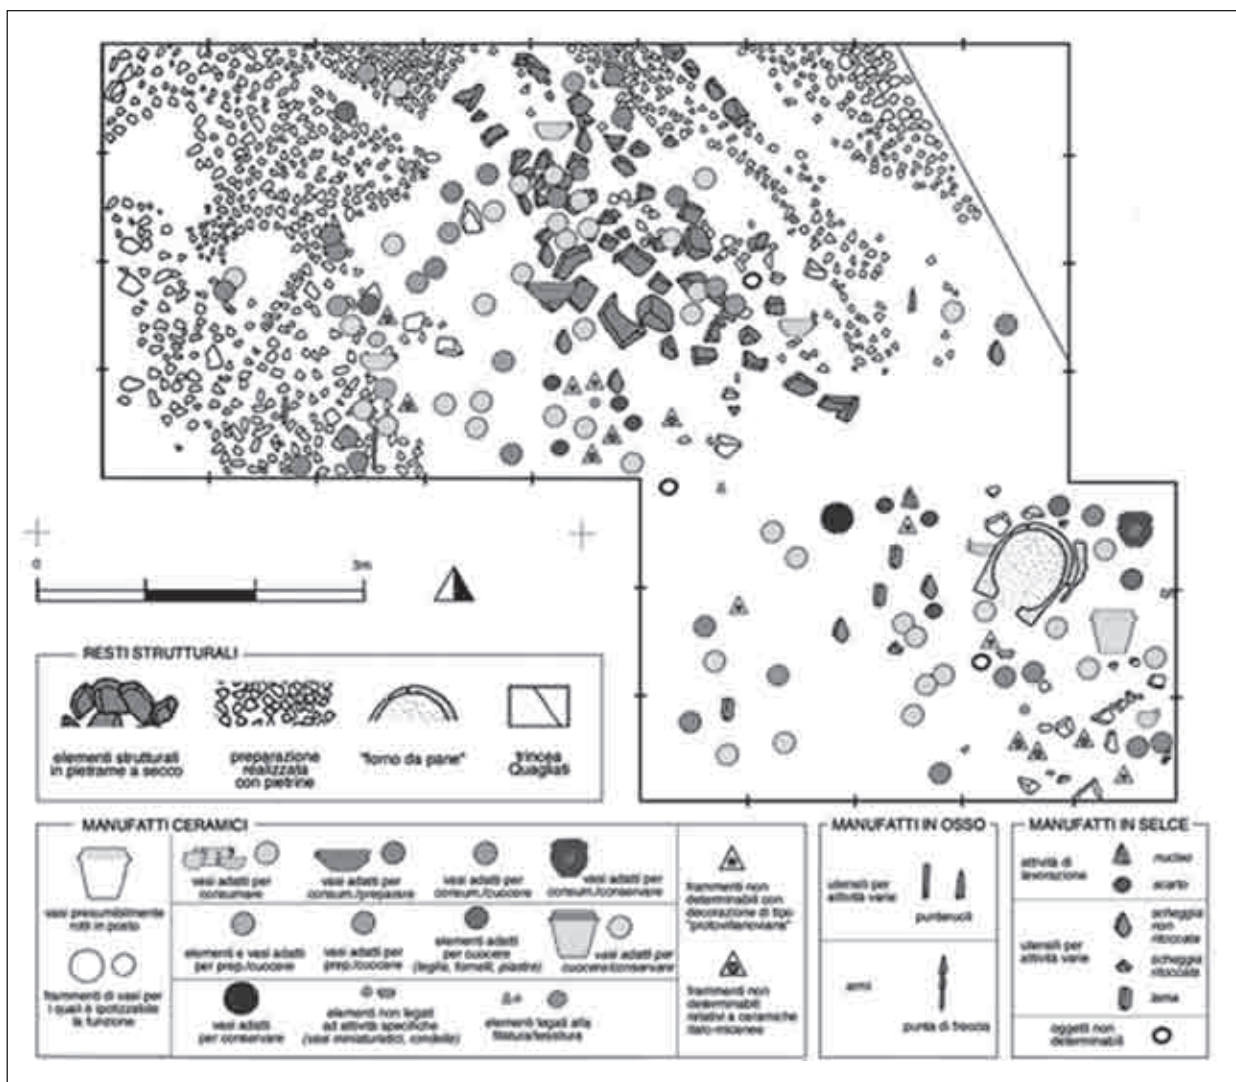 0
3m
RESTI STRUTTURALI
elementi strutturali
in pietrame a secco
preparazione
realizzata
con pietrine
"forno da pane"
trincea
Quagliati
MANUFATTI CERAMICI
vasi presumibilmente
rotti in posto
frammenti di vasi per
i quali è ipotizzabile
la funzione
vasi adatti per
consumare
vasi adatti per
consum./preparare
vasi adatti per
consum./cuocere
vasi adatti per
consum./conservare
elementi e vasi adatti
per prep./cuocere
vasi adatti per
prep./cuocere
elementi adatti
per cuocere
(teglie, fornelli, piastre)
vasi adatti per
cuocere/conservare
vasi adatti
per conservare
elementi non legati
ad attività specifiche
(vasi miniaturistici, rondelle)
elementi legati alla
filatura/tessitura
frammenti non
determinabili con
decorazione di tipo
"protovillanoviano"
frammenti non
determinabili
relativi a ceramiche
italo-micenee
MANUFATTI IN OSSO
utensili per
attività varie
punteruoli
armi
punta di freccia
MANUFATTI IN SELCE
attività di
lavorazione
nucleo
scarto
utensili per
attività varie
scheggia
non
ritoccata
scheggia
ritoccata
lama
oggetti non
determinabili